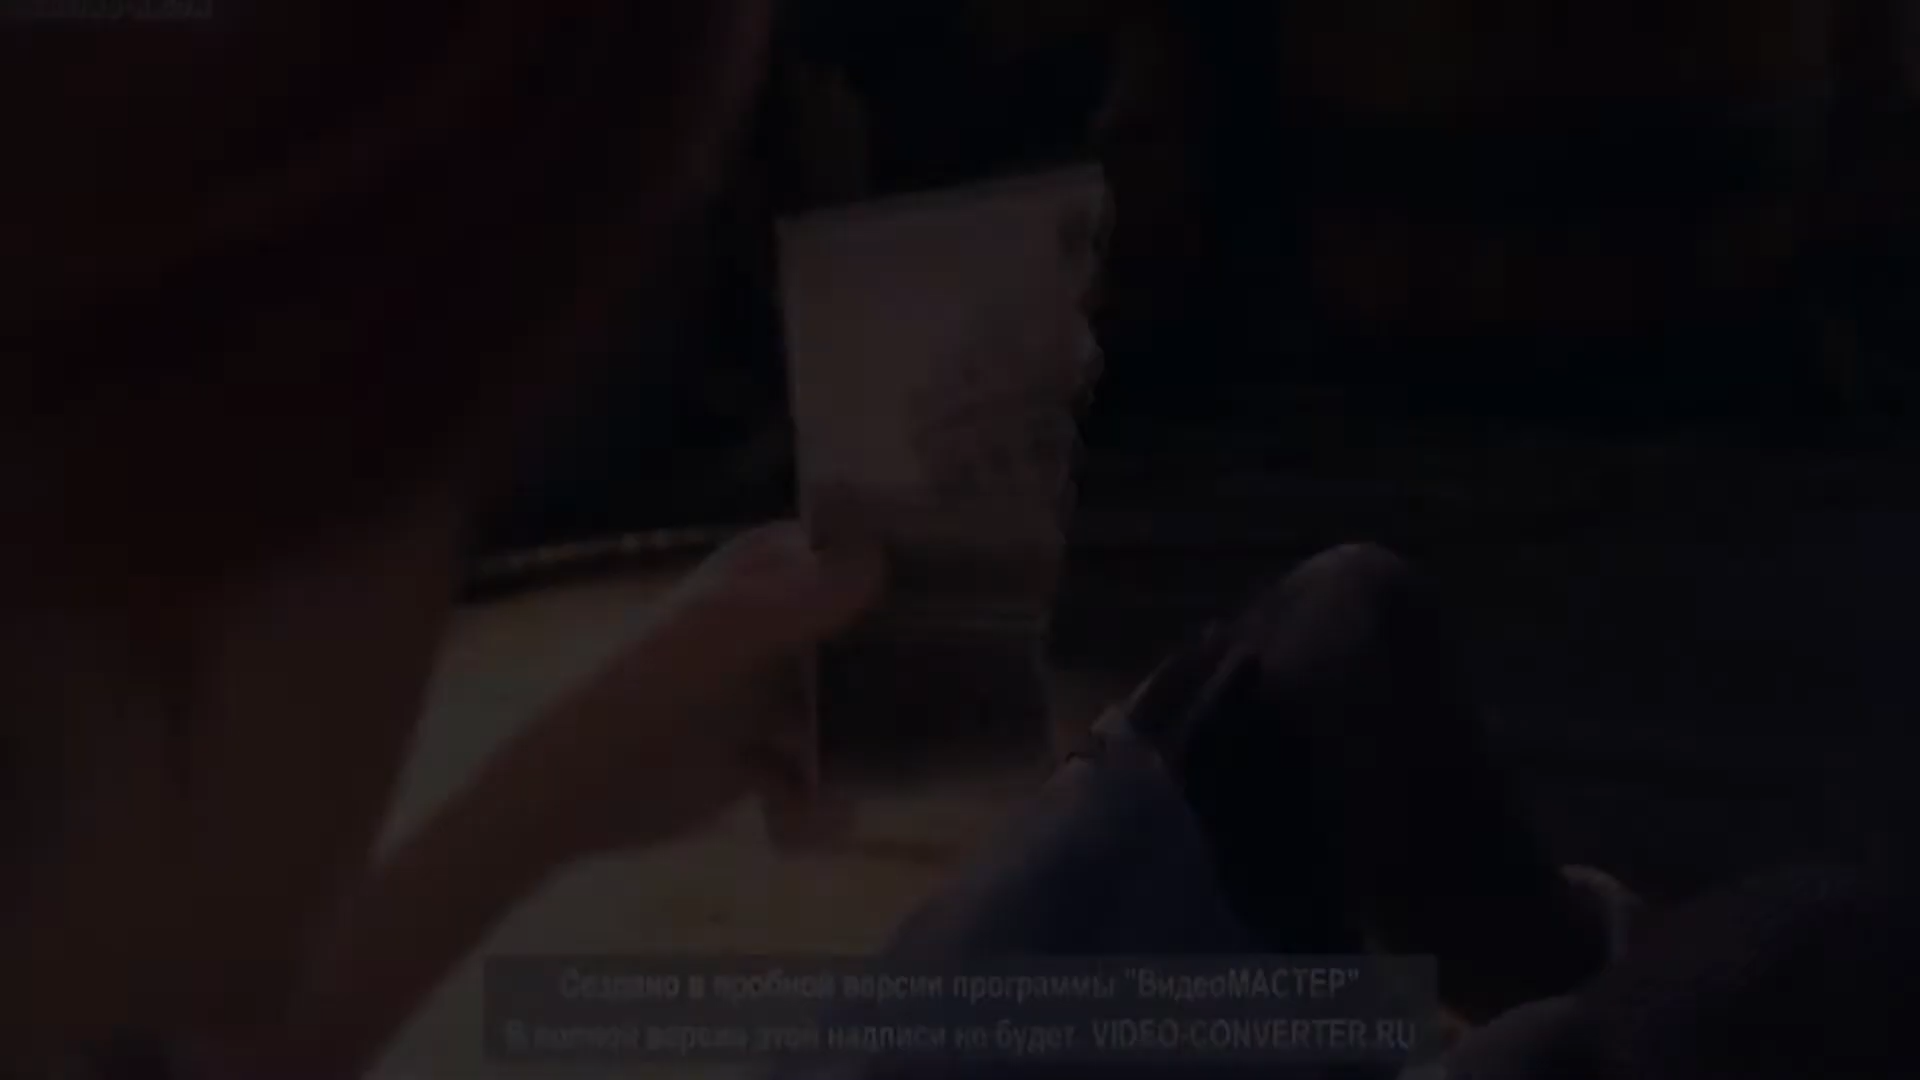 Создано в пробной версии программы "ВидеоМАСТЕР"
В полной версии этой надписи не будет. VIDEO-CONVERTER.RU